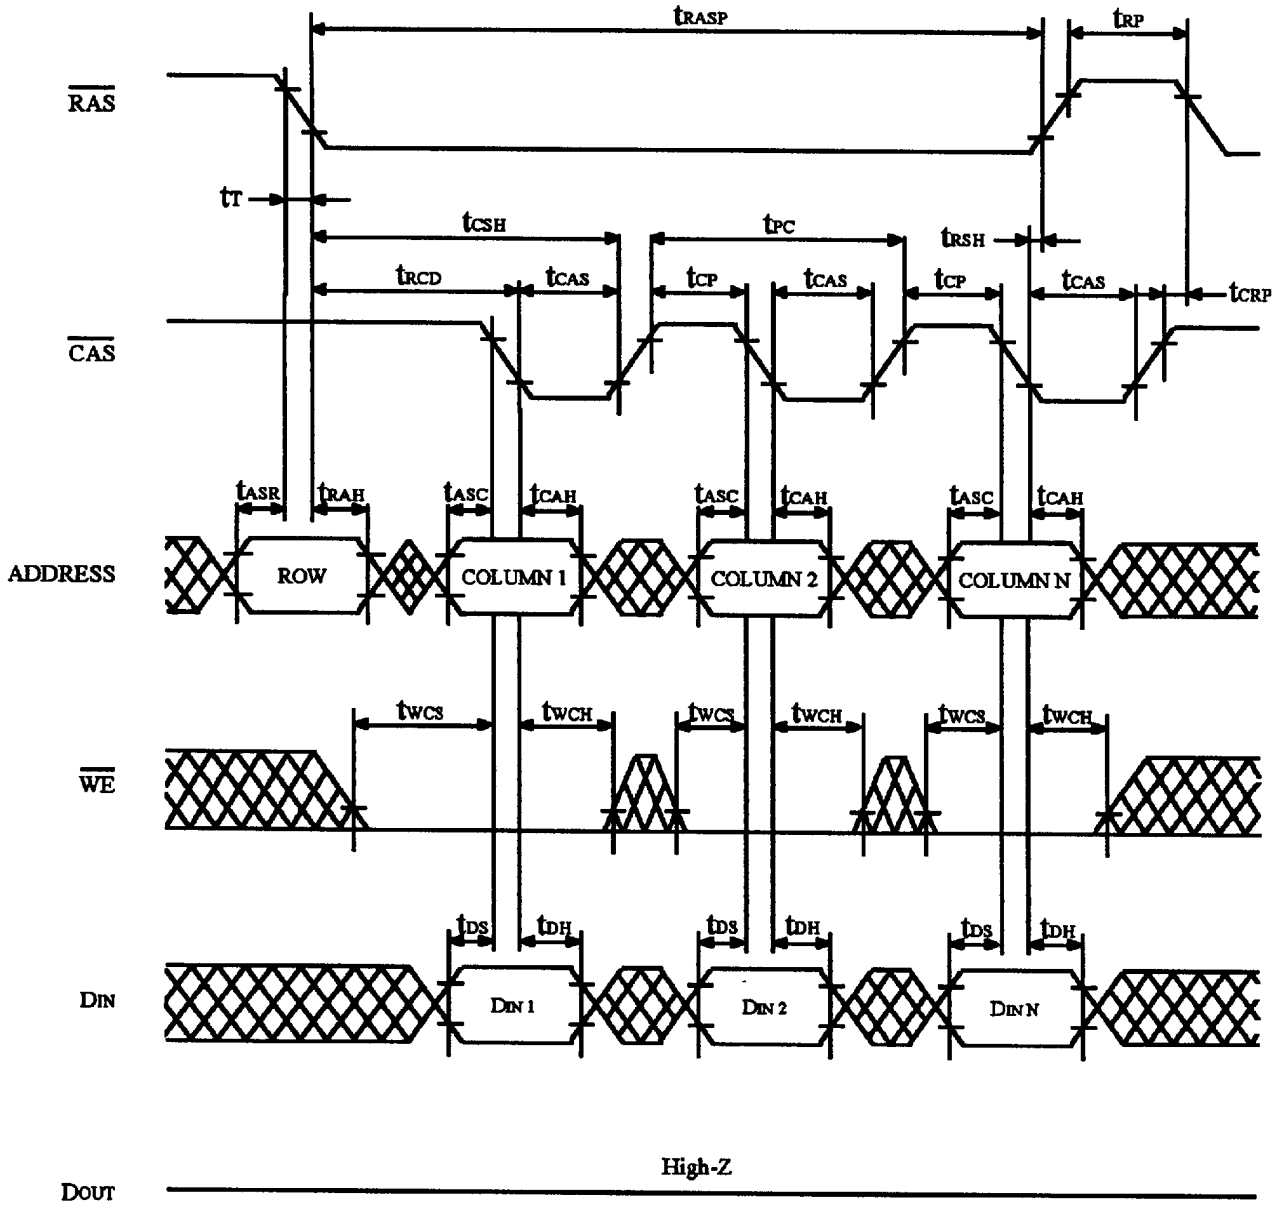 tRASP tRP
RAS
tT
tCSH tPC tRSH
tRCD tCAS tCP tCAS tCP tCAS tCRP
CAS
tASR tRAH tASC tCAH tASC tCAH tASC tCAH
ADDRESS ROW COLUMN 1 COLUMN 2 COLUMN N
tWCS tWCH tWCS tWCH tWCS tWCH
WE
tDS tDH tDS tDH tDS tDH
DIN DIN 1 DIN 2 DIN N
High-Z
DOUT